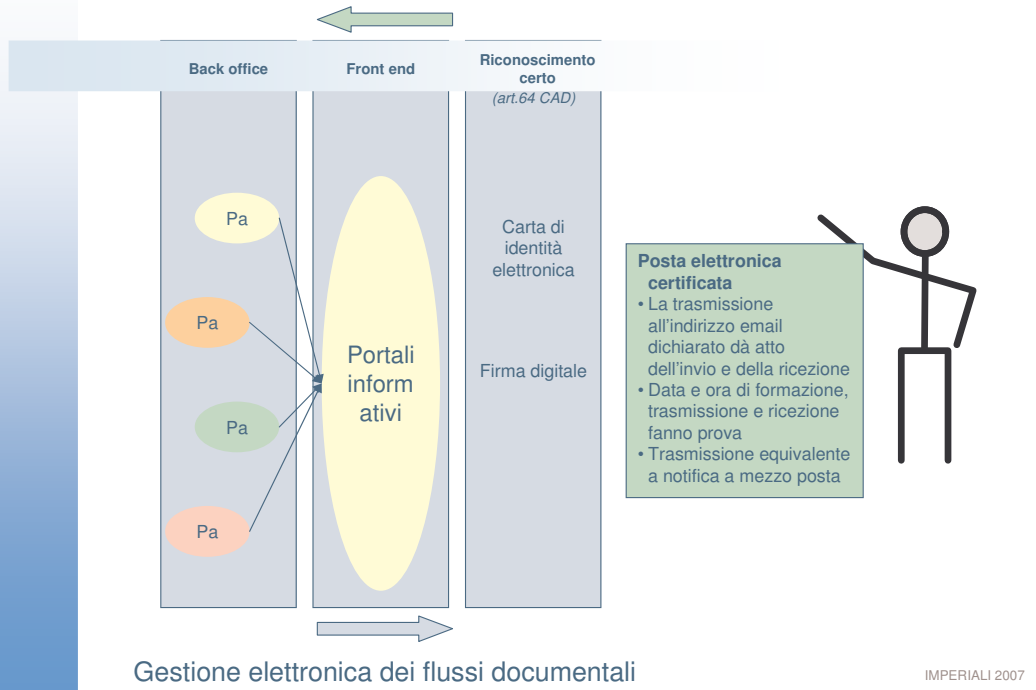 Back office
Front end
Riconoscimento
certo
(art.64 CAD)
Pa
Pa
Pa
Pa
Portali
inform
ativi
Carta di
identità
elettronica
Firma digitale
Posta elettronica
certificata
• La trasmissione
all'indirizzo email
dichiarato dà atto
dell'invio e della ricezione
• Data e ora di formazione,
trasmissione e ricezione
fanno prova
• Trasmissione equivalente
a notifica a mezzo posta
Gestione elettronica dei flussi documentali
IMPERIALI 2007